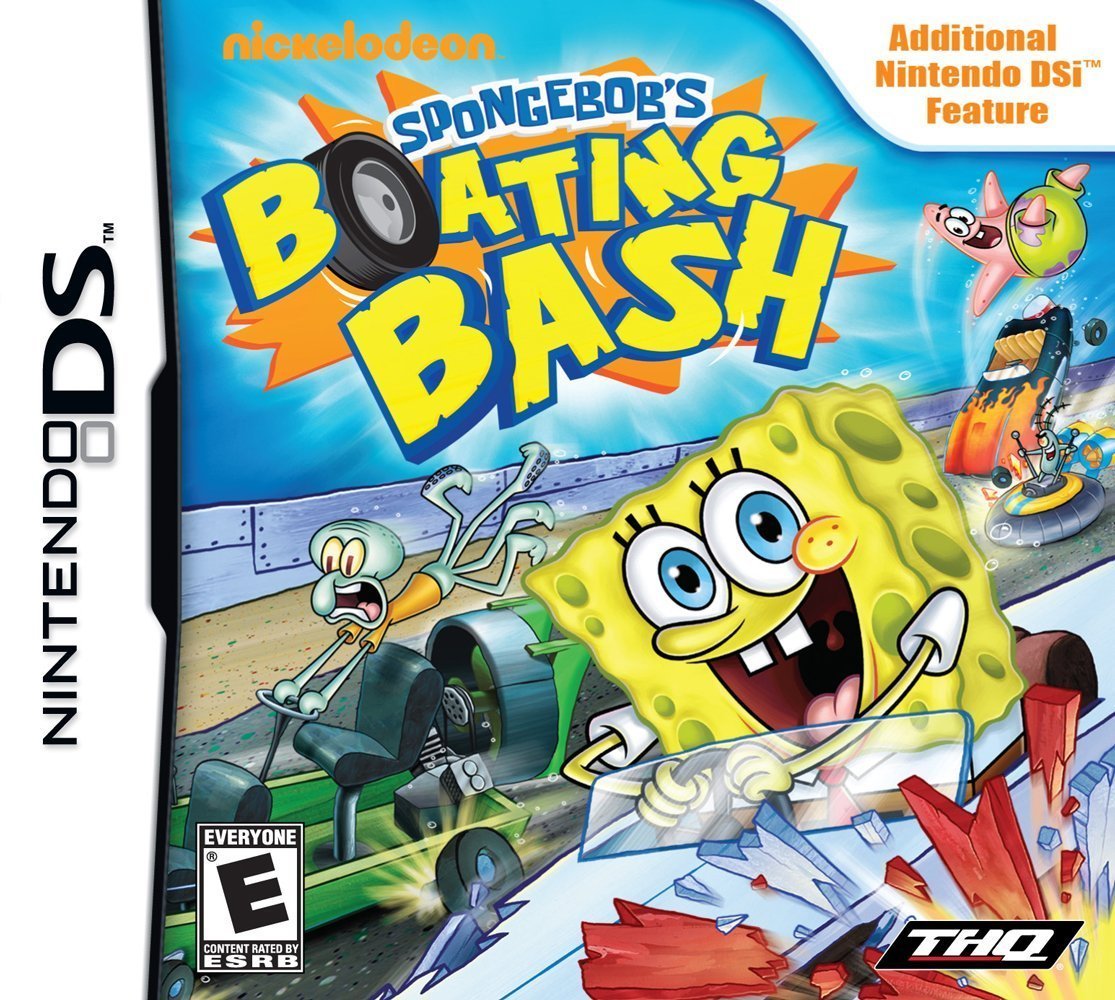 nickelodeon
SPONGEBOB'S
BOATING
BASH
Additional
Nintendo DSi™
Feature
NINTENDO DS™
EVERYONE
E
®
CONTENT RATED BY
ESRB
THQ
®